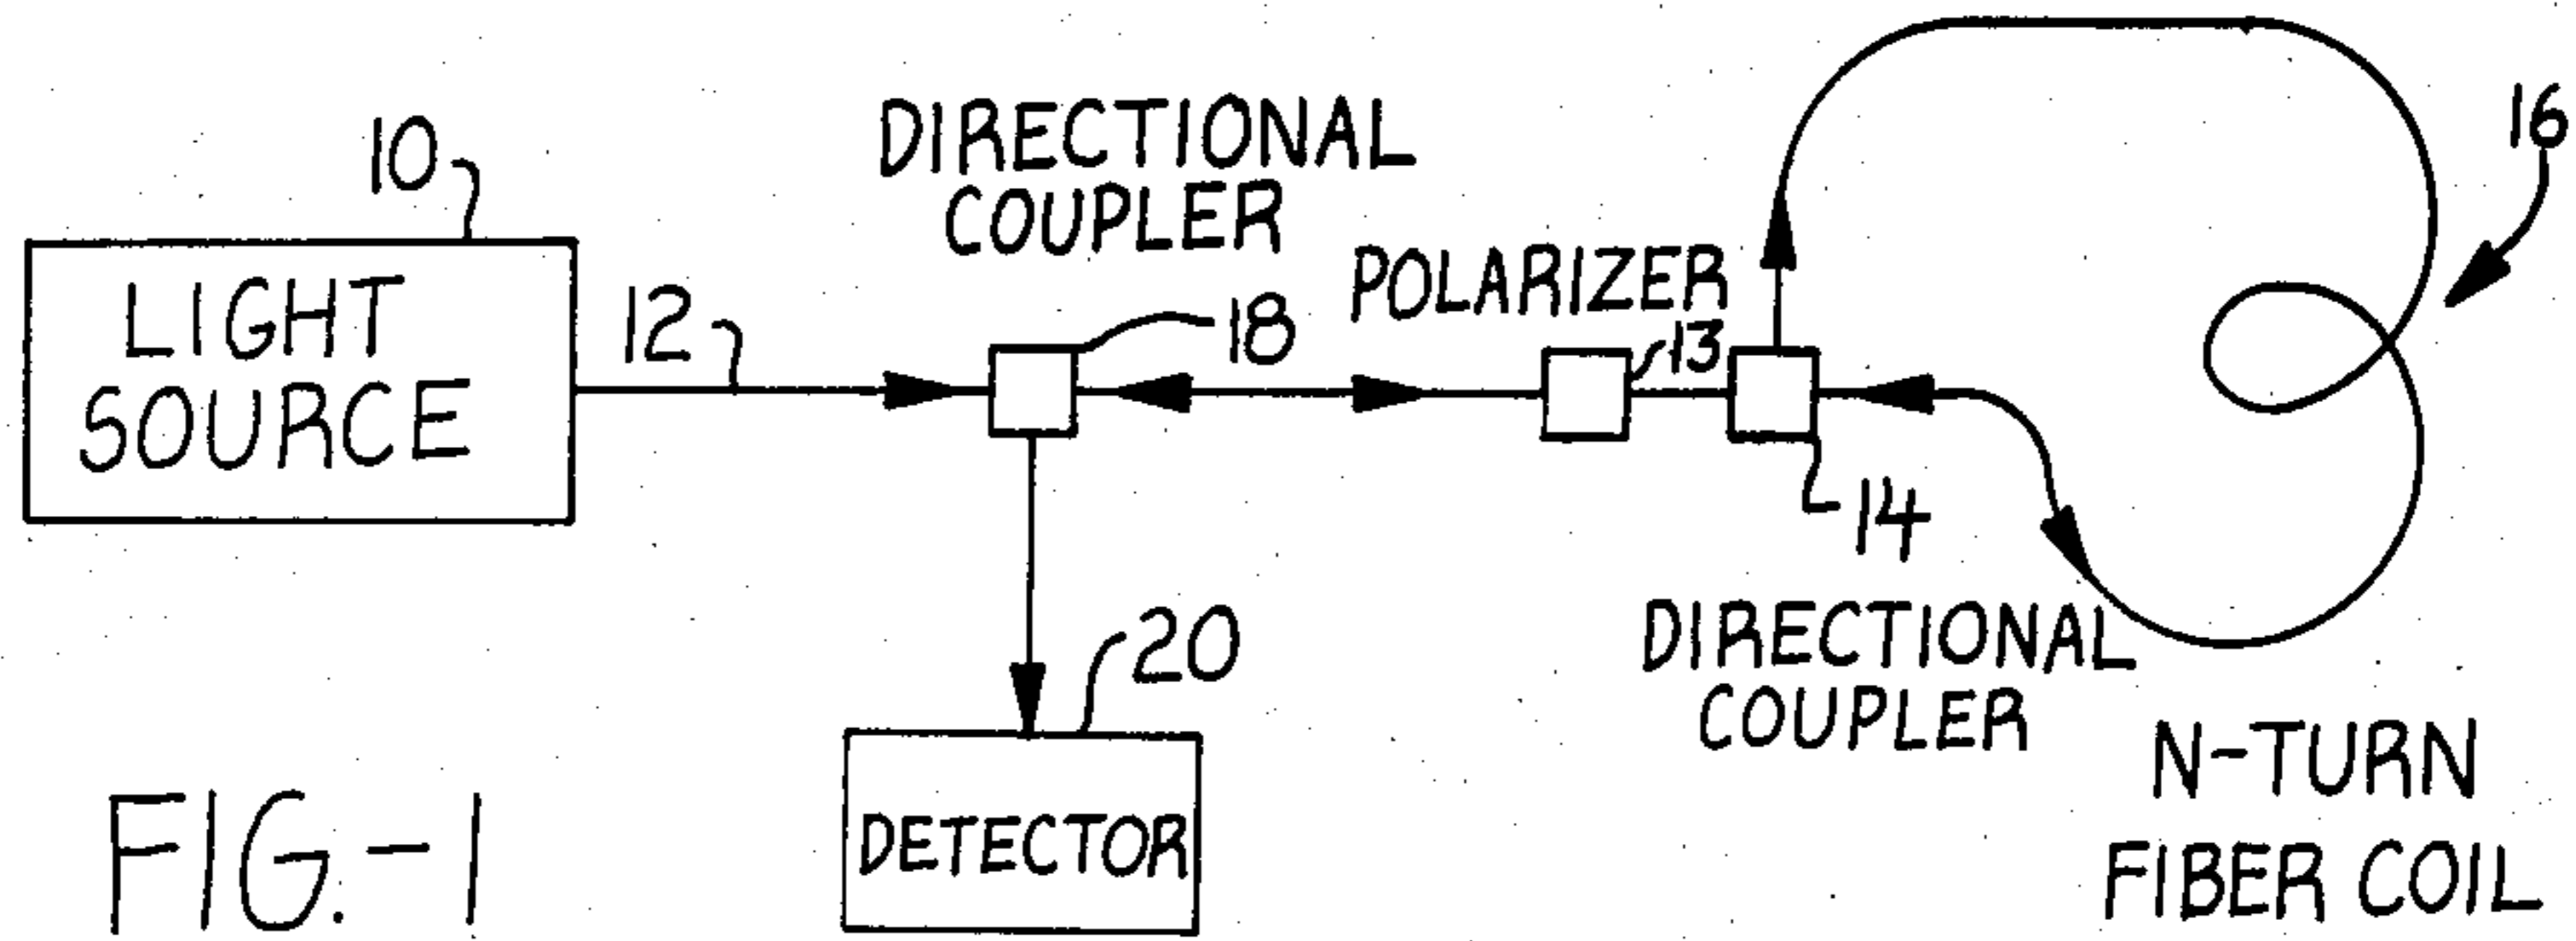 10
LIGHT
SOURCE
12
DIRECTIONAL
COUPLER
18
POLARIZER
13
14
DIRECTIONAL
COUPLER
16
N-TURN
FIBER COIL
20
DETECTOR
FIG.-1